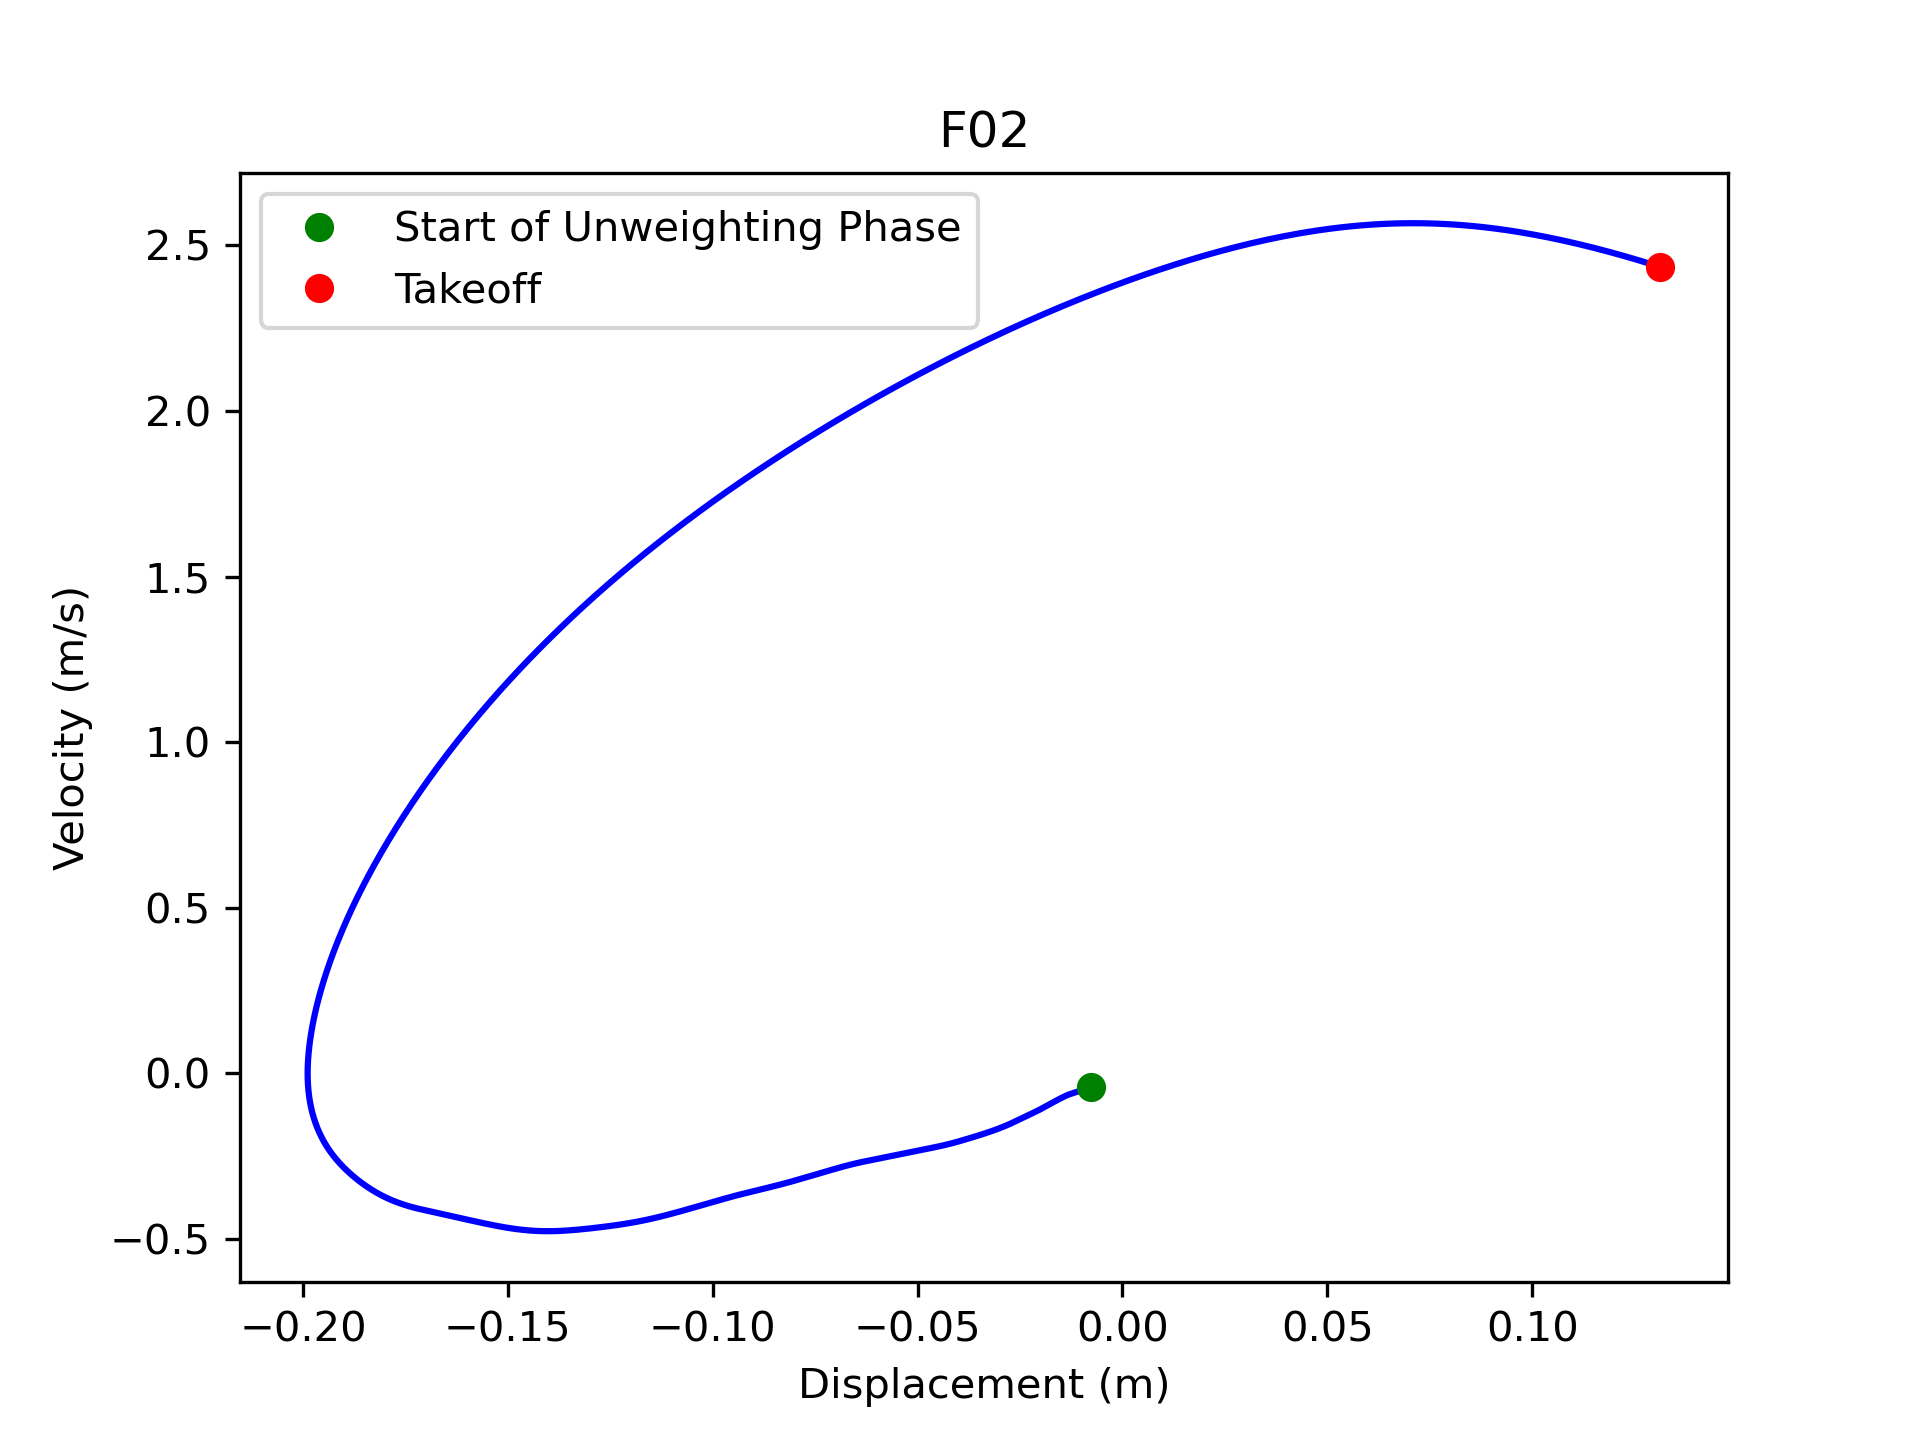 F02
Start of Unweighting Phase
Takeoff
2.5
2.0
1.5
1.0
0.5
0.0
−0.5
Velocity (m/s)
−0.20 −0.15 −0.10 −0.05 0.00 0.05 0.10
Displacement (m)